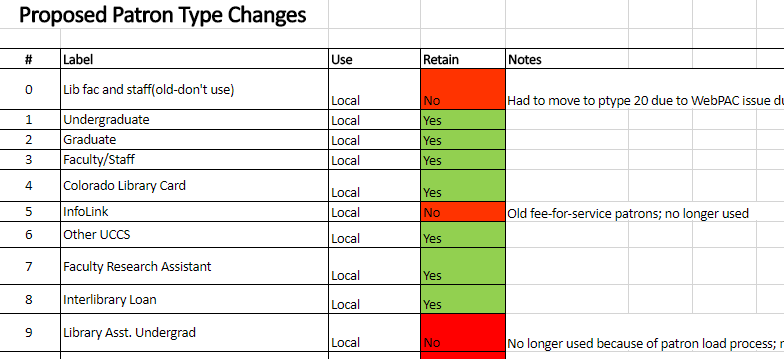 Proposed Patron Type Changes
# Label Use Retain Notes
0 Lib fac and staff(old-don't use) Local No Had to move to ptype 20 due to WebPAC issue
1 Undergraduate Local Yes
2 Graduate Local Yes
3 Faculty/Staff Local Yes
4 Colorado Library Card Local Yes
5 InfoLink Local No Old fee-for-service patrons; no longer used
6 Other UCCS Local Yes
7 Faculty Research Assistant Local Yes
8 Interlibrary Loan Local Yes
9 Library Asst. Undergrad Local No No longer used because of patron load process;